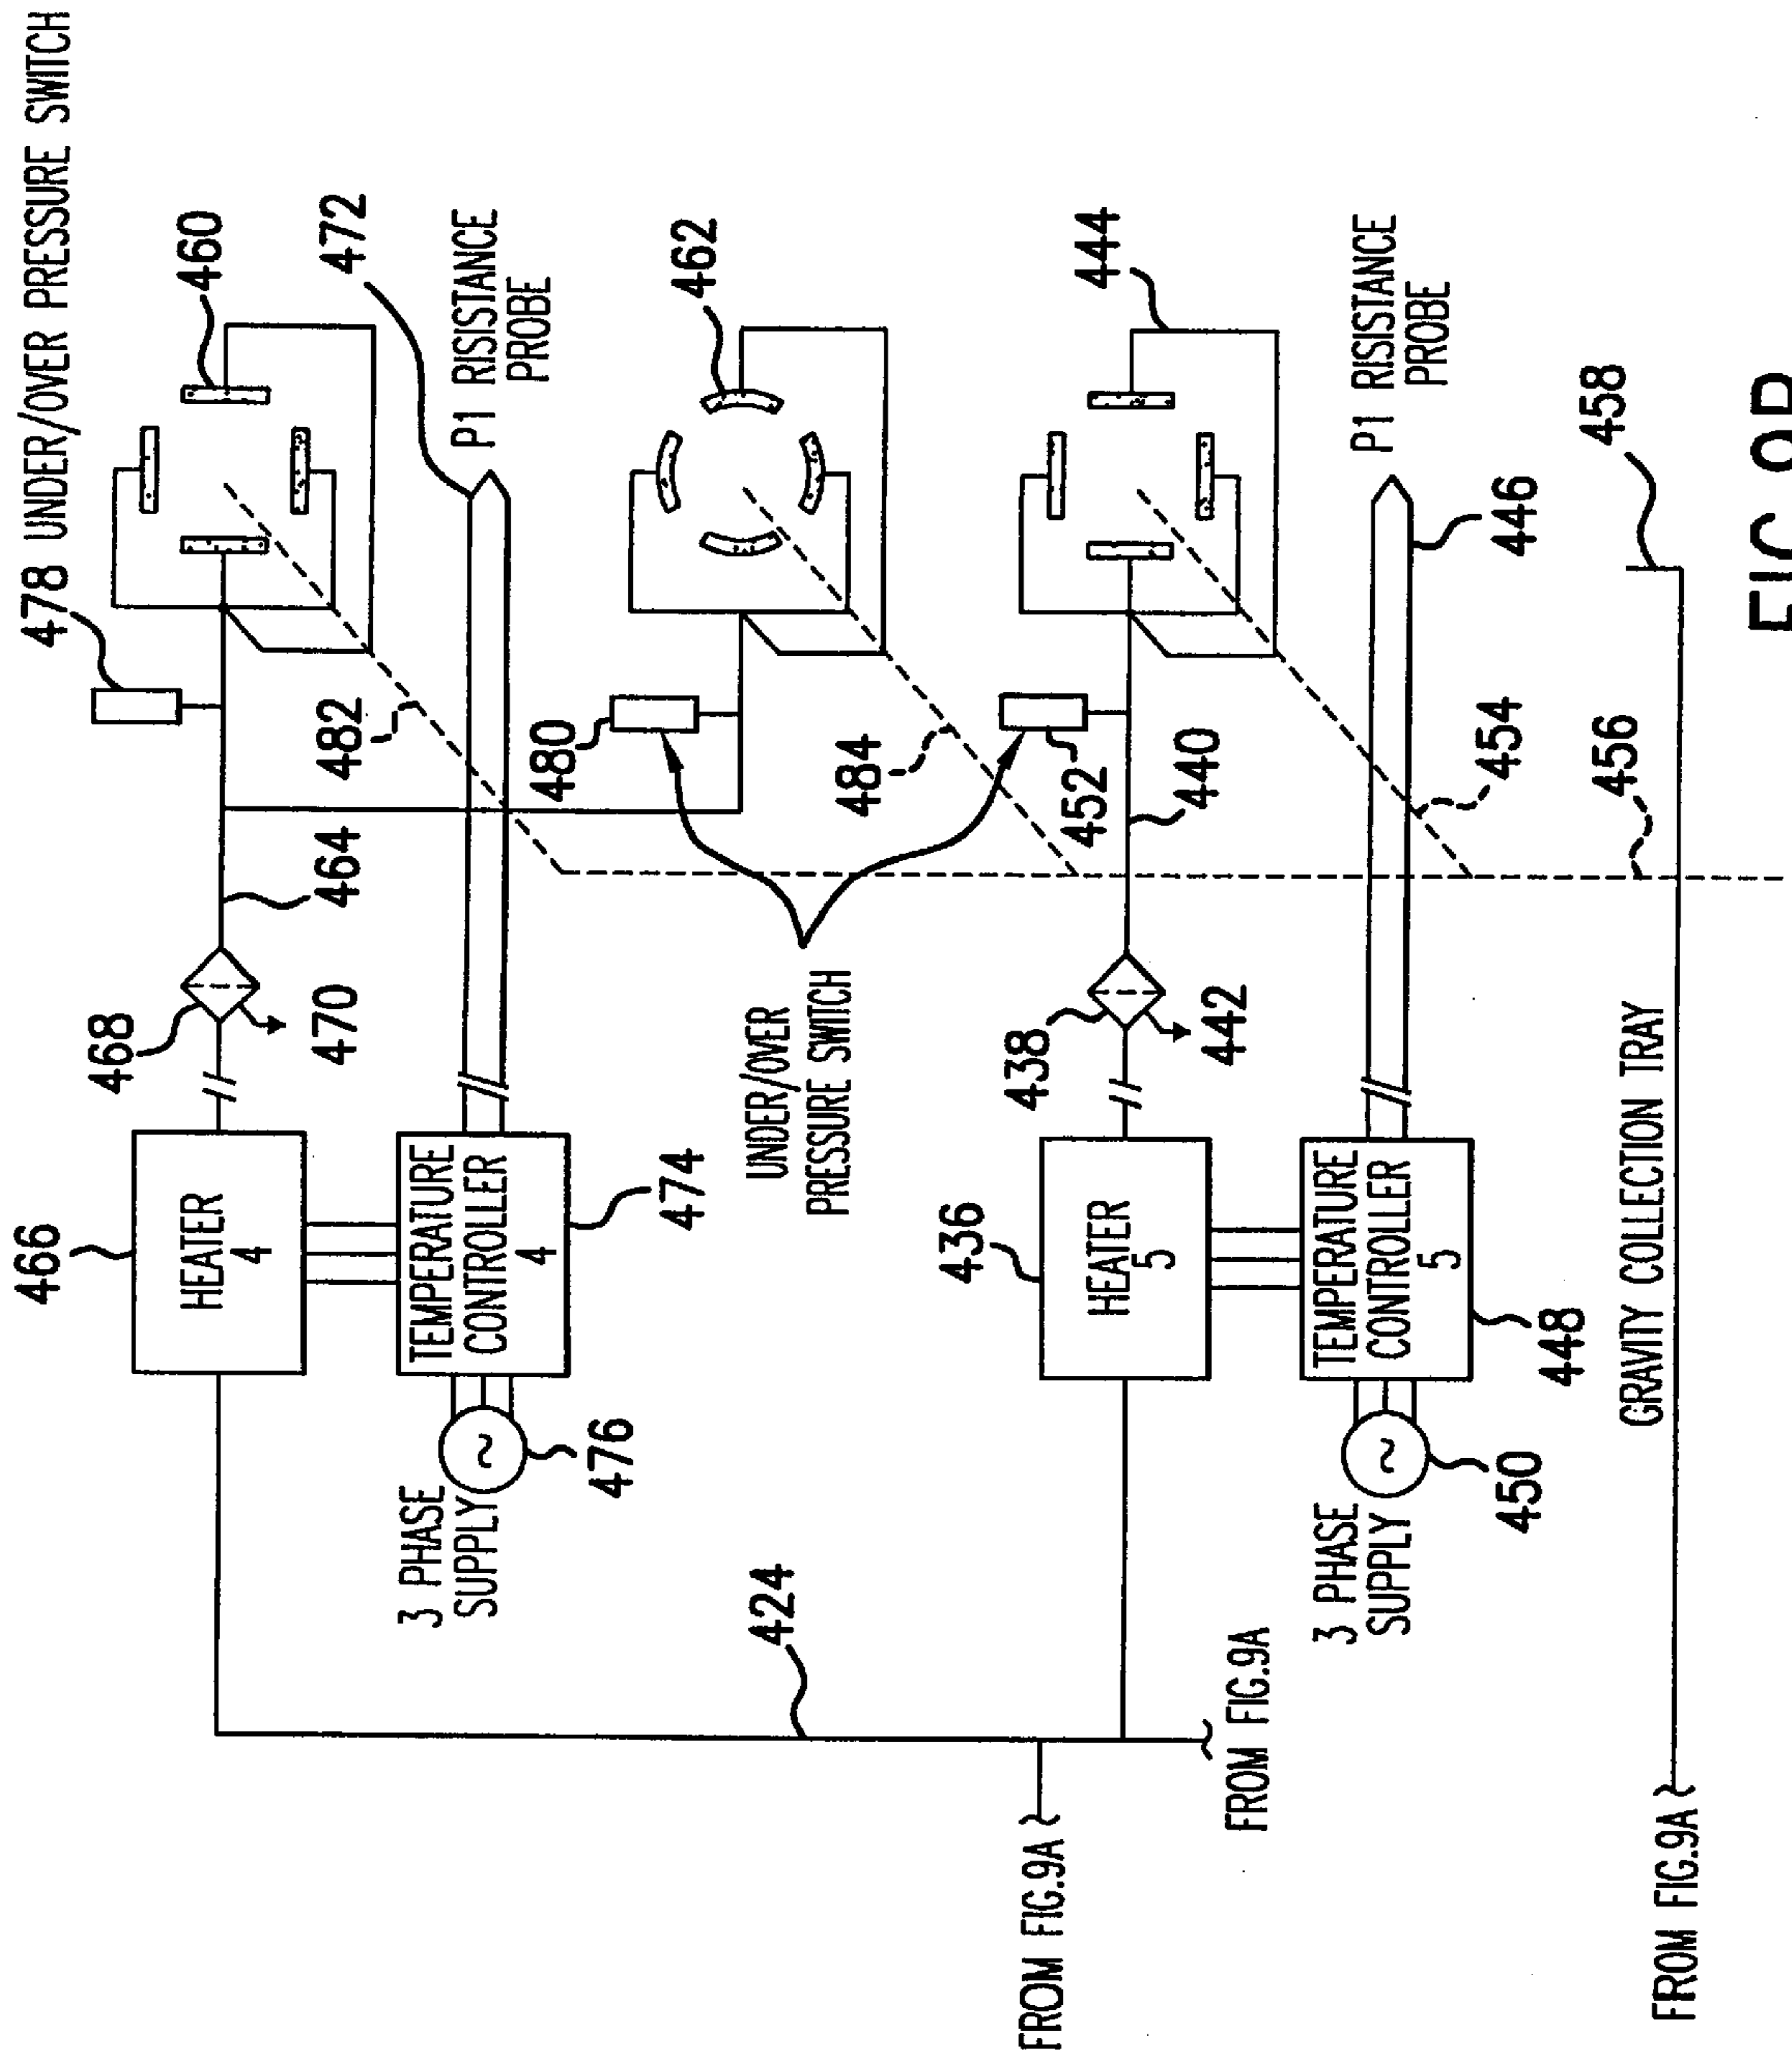 466
478 UNDER/OVER PRESSURE SWITCH
468
460
HEATER
4
470
464
482
472
3 PHASE
SUPPLY
476
TEMPERATURE
CONTROLLER
4
474
P1 RISISTANCE
PROBE
480
462
424
UNDER/OVER
PRESSURE SWITCH
484
436
438
452
444
FROM FIG.9A
HEATER
5
442
440
FROM FIG.9A
3 PHASE
SUPPLY
450
TEMPERATURE
CONTROLLER
5
448
P1 RISISTANCE
PROBE
446
454
456
458
GRAVITY COLLECTION TRAY
FROM FIG.9A